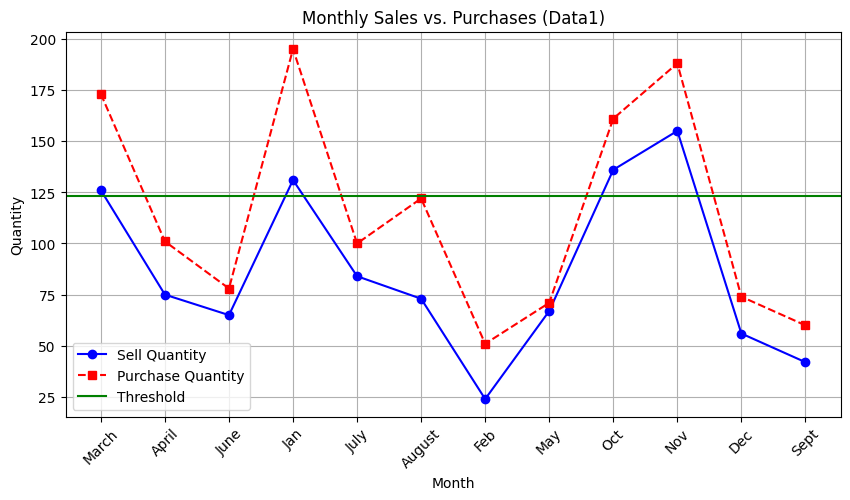 Monthly Sales vs. Purchases (Data1)
200
175
150
125
100
75
50
25
Quantity
Sell Quantity
Purchase Quantity
Threshold
March
April
June
Jan
July
August
Feb
May
Oct
Nov
Dec
Sept
Month